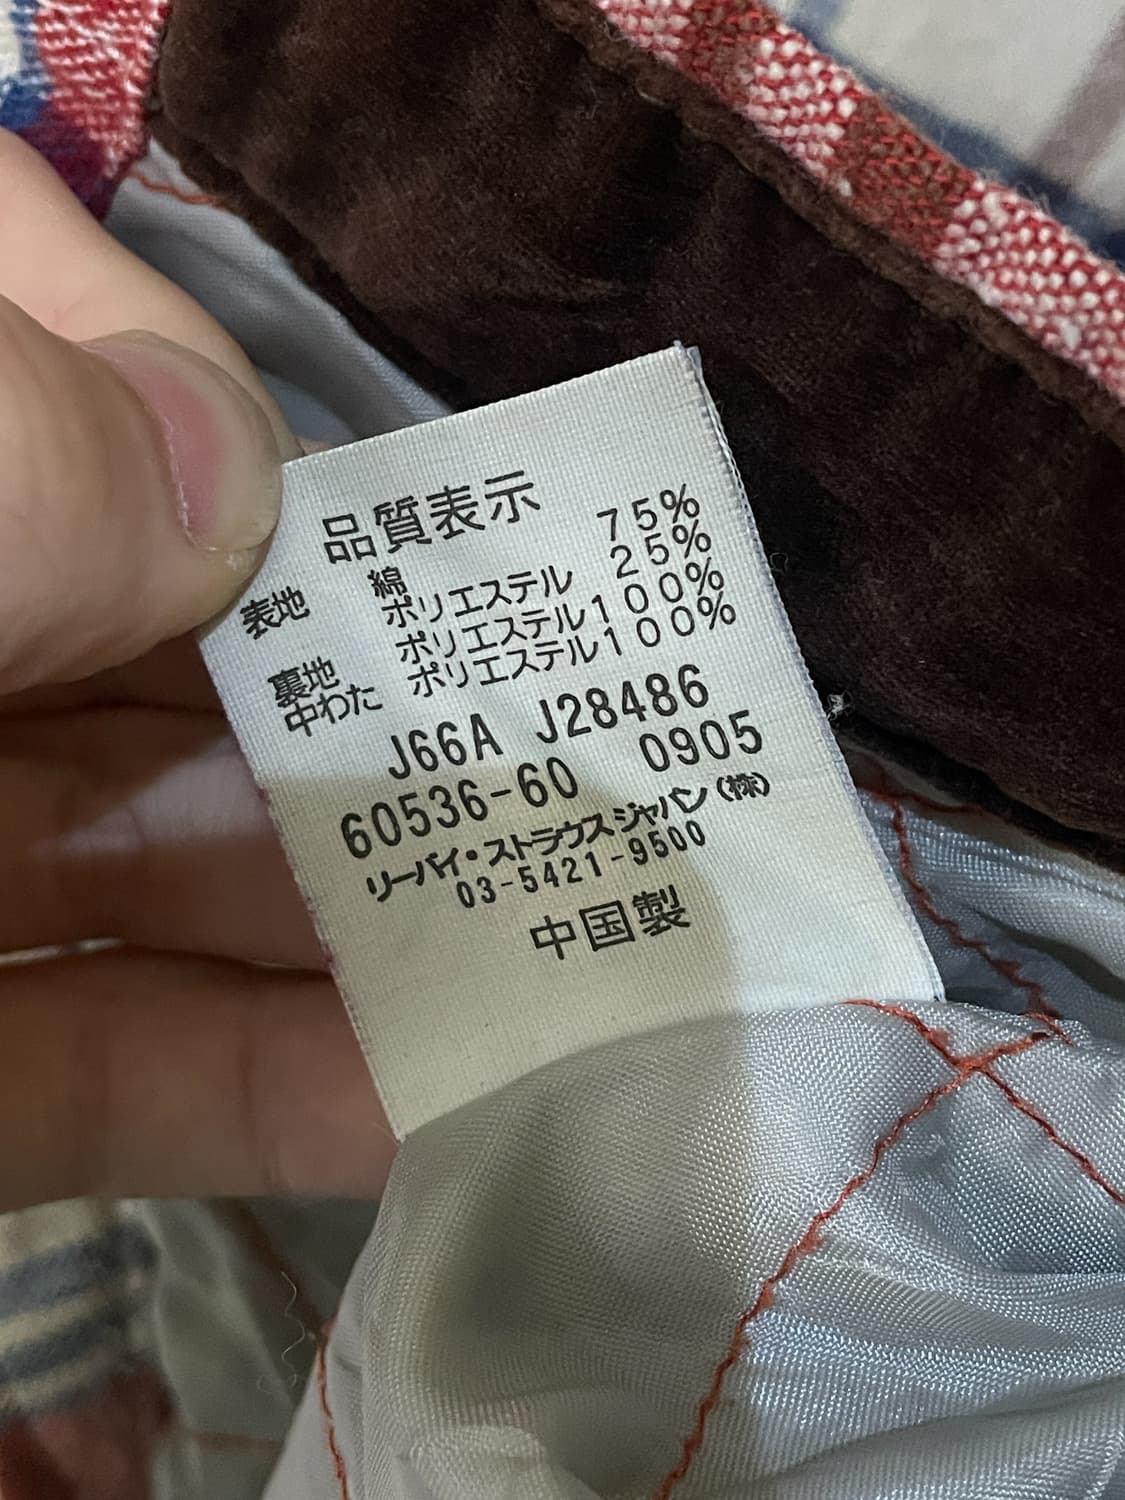 品質表示
表地 綿 75%
ポリエステル 25%
裏地 ポリエステル100%
中わた ポリエステル100%
J66A J28486
60536-60 0905
リーバイ・ストラウスジャパン(株)
03-5421-9500
中国製